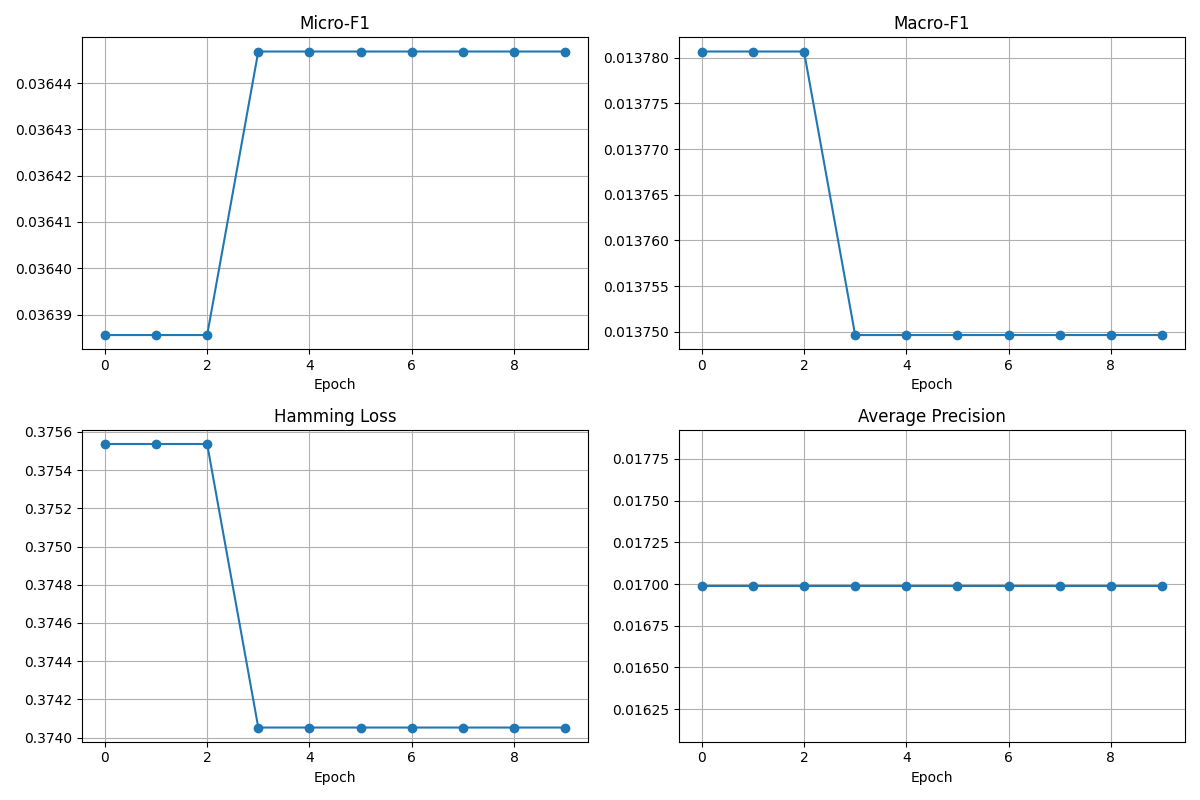 Micro-F1
0.03644
0.03643
0.03642
0.03641
0.03640
0.03639
0 2 4 6 8
Epoch
Macro-F1
0.013780
0.013775
0.013770
0.013765
0.013760
0.013755
0.013750
0 2 4 6 8
Epoch
Hamming Loss
0.3756
0.3754
0.3752
0.3750
0.3748
0.3746
0.3744
0.3742
0.3740
0 2 4 6 8
Epoch
Average Precision
0.01775
0.01750
0.01725
0.01700
0.01675
0.01650
0.01625
0 2 4 6 8
Epoch